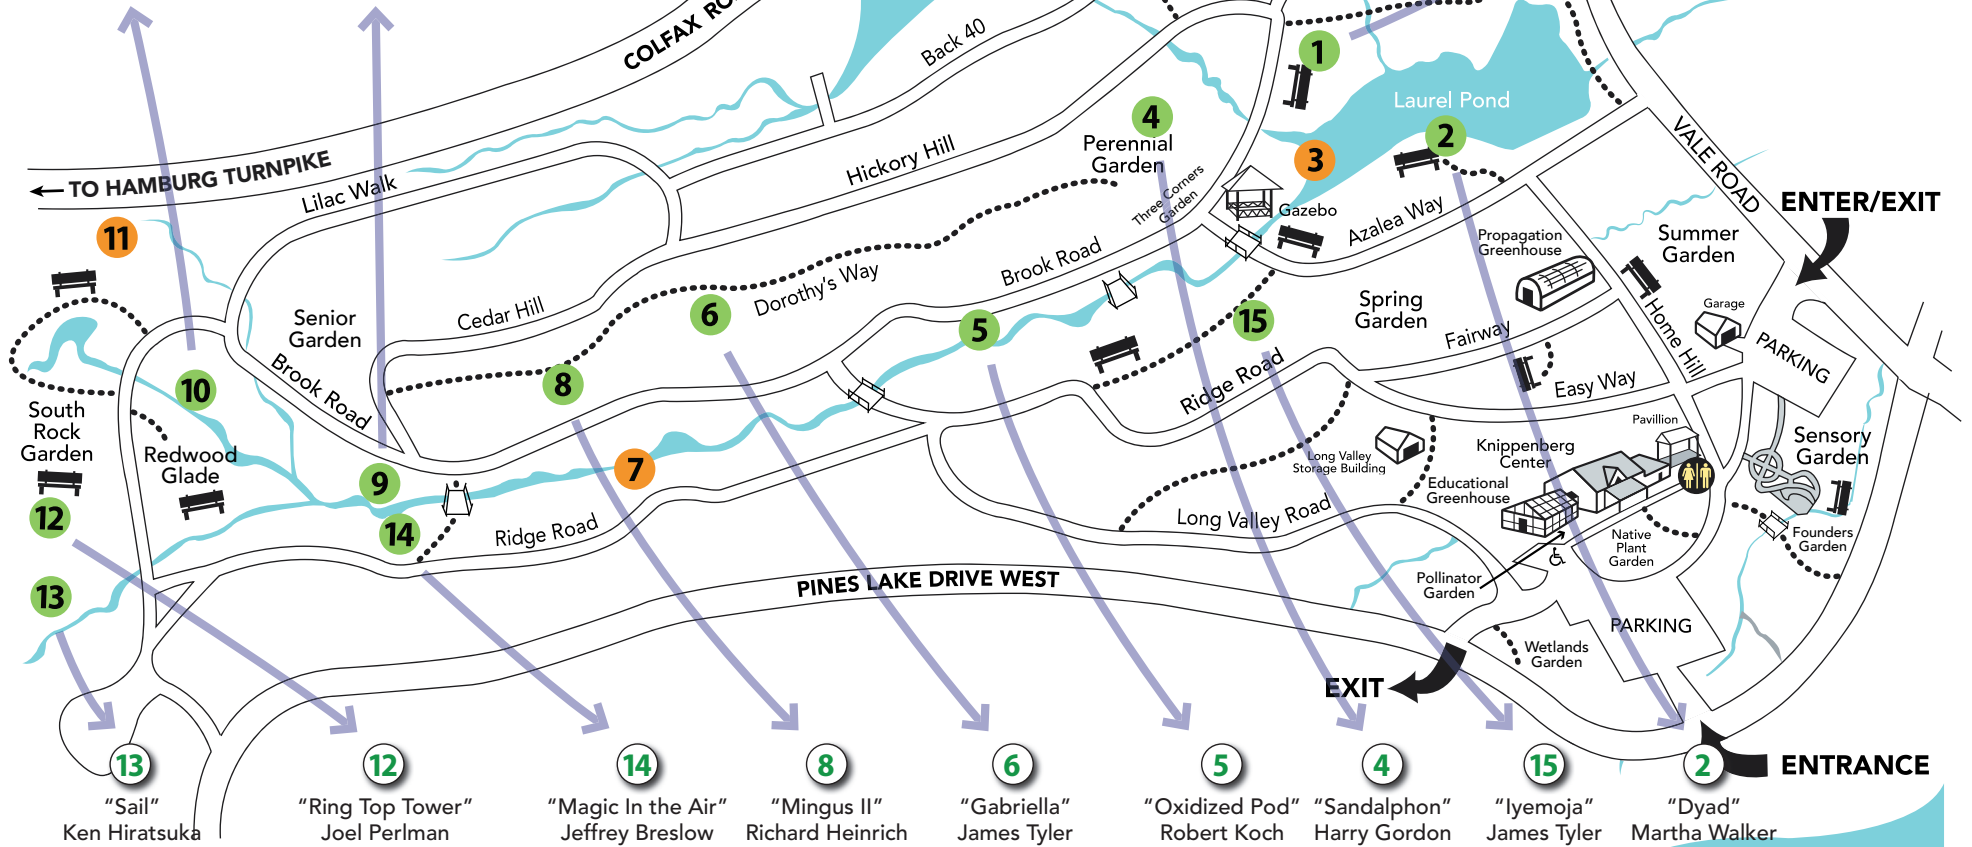 COLFAX RO
Back 40
1
Laurel Pond
2
3
4
Perennial
Garden
VALE ROAD
ENTER/EXIT
TO HAMBURG TURNPIKE
Lilac Walk
Hickory Hill
Three Corners
Garden
Gazebo
Azalea Way
Propagation
Greenhouse
Summer
Garden
11
Brook Road
Dorothy's Way
Cedar Hill
Senior
Garden
6
5
15
Spring
Garden
Fairway
Home Hill
Garage
PARKING
Brook Road
10
8
Ridge Road
Easy Way
South
Rock
Garden
Redwood
Glade
9
7
Long Valley
Storage Building
Knippenberg
Center
Pavillion
Educational
Greenhouse
Sensory
Garden
12
14
Ridge Road
Long Valley Road
Native
Plant
Garden
Founders
Garden
13
PINES LAKE DRIVE WEST
Pollinator
Garden
PARKING
Wetlands
Garden
EXIT
ENTRANCE
13
"Sail"
Ken Hiratsuka
12
"Ring Top Tower"
Joel Perlman
14
"Magic In the Air"
Jeffrey Breslow
8
"Mingus II"
Richard Heinrich
6
"Gabriella"
James Tyler
5
"Oxidized Pod"
Robert Koch
4
"Sandalphon"
Harry Gordon
15
"Iyemoja"
James Tyler
2
"Dyad"
Martha Walker